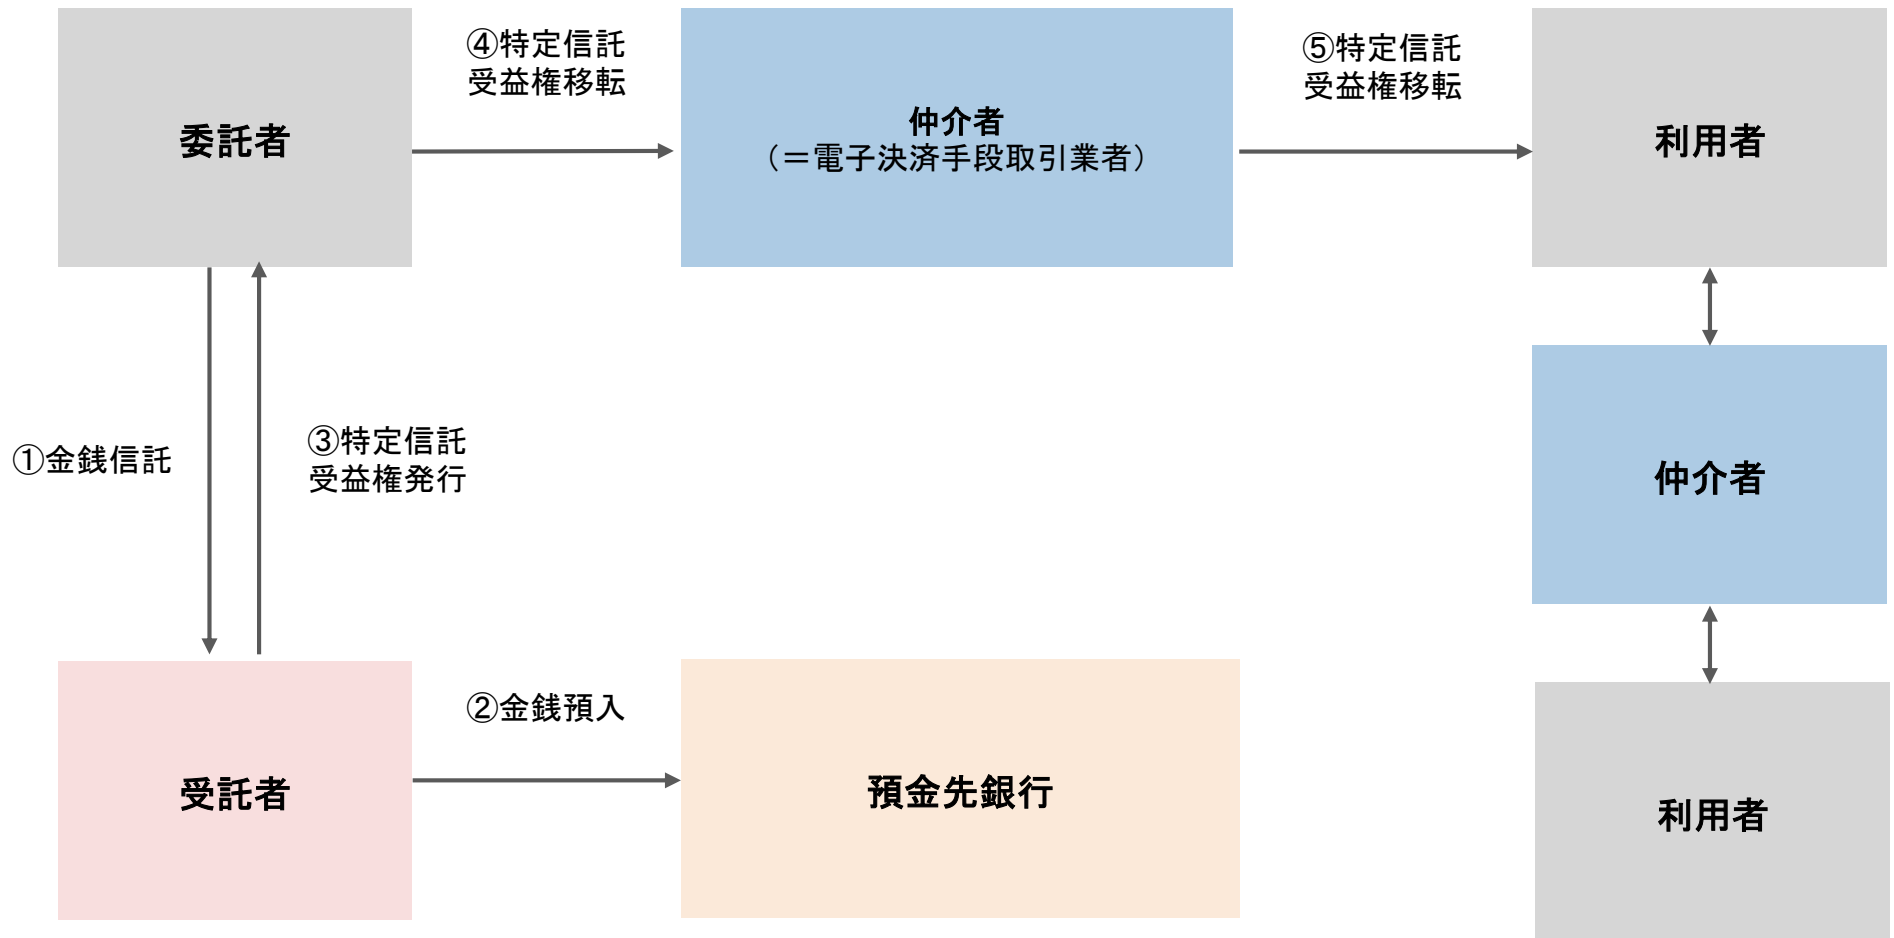 委託者
④特定信託
受益権移転
仲介者
（＝電子決済手段取引業者）
⑤特定信託
受益権移転
利用者
①金銭信託
③特定信託
受益権発行
仲介者
受託者
②金銭預入
預金先銀行
利用者